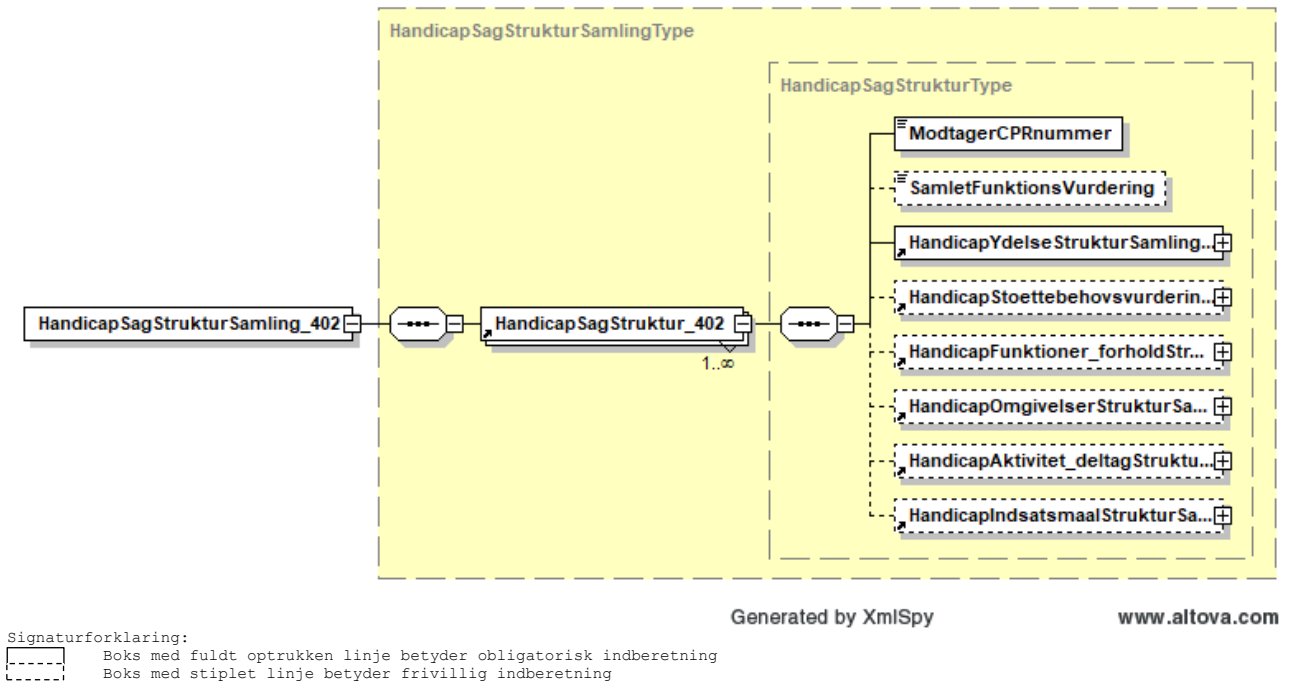 HandicapSagStrukturSamlingType
HandicapSagStrukturType
ModtagerCPRnummer
SamletFunktionsVurdering
HandicapYdelseStrukturSamling...
HandicapStoettebehovsvurderin...
HandicapSagStrukturSamling_402
HandicapSagStruktur_402
1..∞
HandicapFunktioner_forholdStr...
HandicapOmgivelserStrukturSa...
HandicapAktivitet_deltagStruktu...
HandicapIndsatsmaalStrukturSa...
Generated by XmlSpy www.altova.com
Signaturforklaring:
Boks med fuldt optrukken linje betyder obligatorisk indberetning
Boks med stiplet linje betyder frivillig indberetning